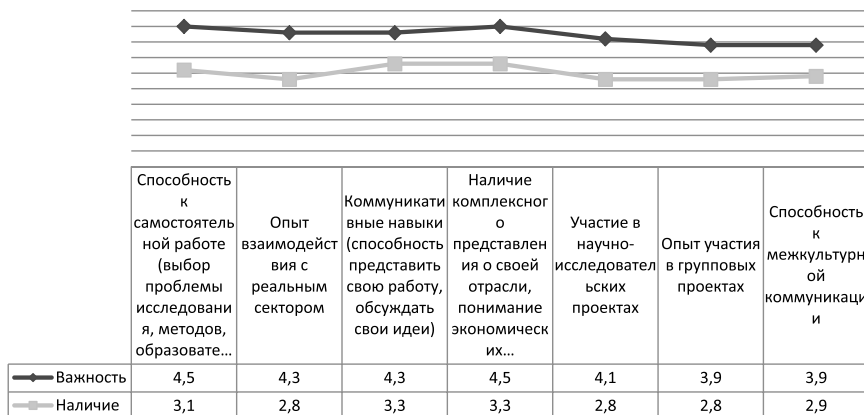 Способность
к
самостоятель
ной работе
(выбор
проблемы
исследовани
я, методов,
образовате…
Опыт
взаимодейс
твия с
реальным
сектором
Коммуникати
вные навыки
(способность
представить
свою работу,
обсуждать
свои идеи)
Наличие
комплексног
о
представлен
ия о своей
отрасли,
понимание
экономическ
их…
Участие в
научно-
исследовател
ьских
проектах
Опыт участия
в групповых
проектах
Способность
к
межкультурн
ой
коммуникаци
и
Важность 4,5 4,3 4,3 4,5 4,1 3,9 3,9
Наличие 3,1 2,8 3,3 3,3 2,8 2,8 2,9